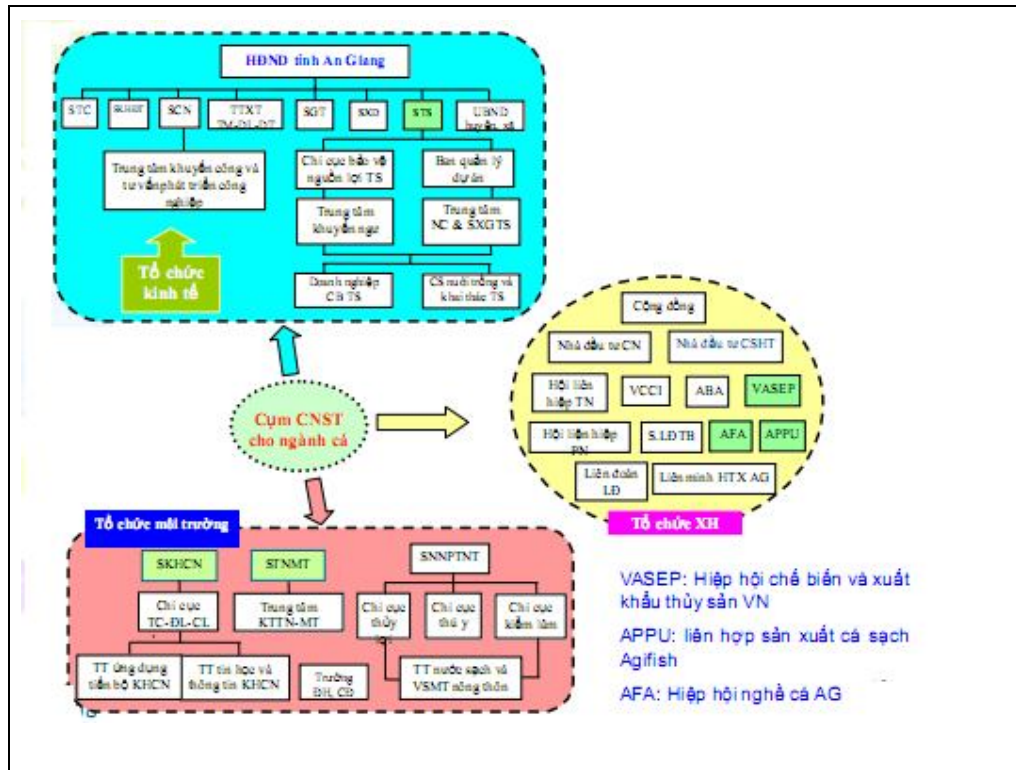 HĐND tỉnh An Giang
STC
SKHĐT
SCN
TTXT
TM-DL-ĐT
SGT
SXD
STS
UBND
huyện, xã
Trung tâm khuyến công và
tư vấn phát triển công
nghiệp
Chi cục bảo vệ
nguồn lợi TS
Ban quản lý
dự án
Trung tâm
khuyến ngư
Trung tâm
NC & SXGTS
Tổ chức
kinh tế
Doanh nghiệp
CB TS
CS nuôi trồng và
khai thác TS
Cộng đồng
Nhà đầu tư CN
Nhà đầu tư CSHT
Hội liên
hiệp TN
VCCI
ABA
VASEP
Hội liên hiệp
PN
S.LĐTB
AFA
APPU
Liên đoàn
LĐ
Liên minh HTX AG
Tổ chức XH
Cụm CNST
cho ngành cá
Tổ chức môi trường
SKHCN
STNMT
SNNPTNT
Chi cục
TC-ĐL-CL
Trung tâm
KTTN-MT
Chi cục
thủy
lợi
Chi cục
thú y
Chi cục
kiểm lâm
TT ứng dụng
tiến bộ KHCN
TT tin học và
thông tin KHCN
Trường
ĐH, CĐ
TT nước sạch và
VSMT nông thôn
VASEP: Hiệp hội chế biến và xuất
khẩu thủy sản VN
APPU: liên hợp sản xuất cá sạch
Agifish
AFA: Hiệp hội nghề cá AG